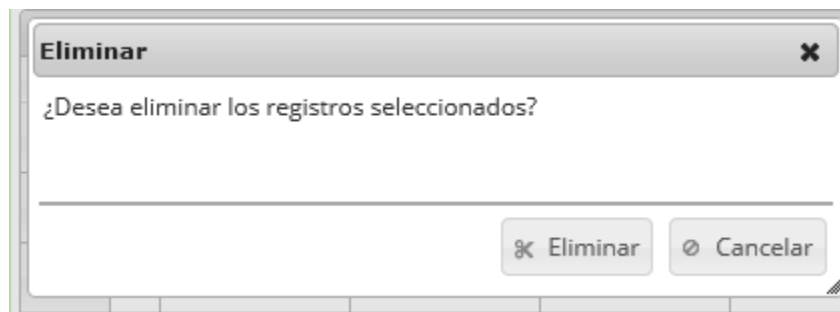 Eliminar
¿Desea eliminar los registros seleccionados?
Eliminar Cancelar